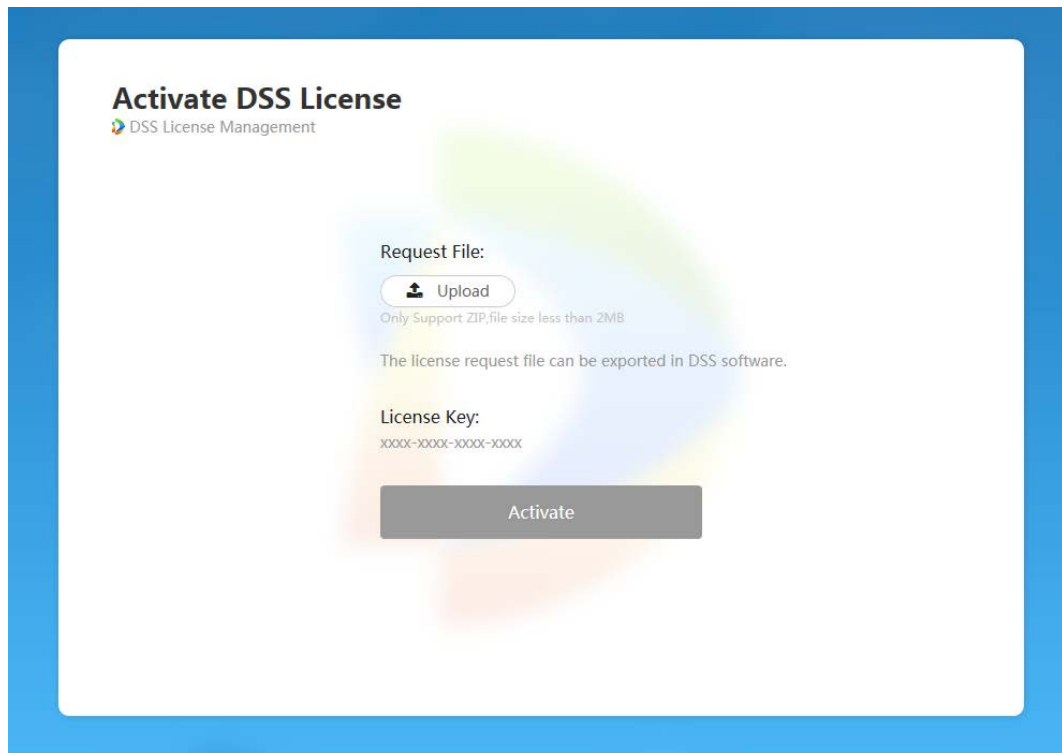 Activate DSS License
DSS License Management
Request File:
Upload
Only Support ZIP,file size less than 2MB
The license request file can be exported in DSS software.
License Key:
xxxx-xxxx-xxxx-xxxx
Activate